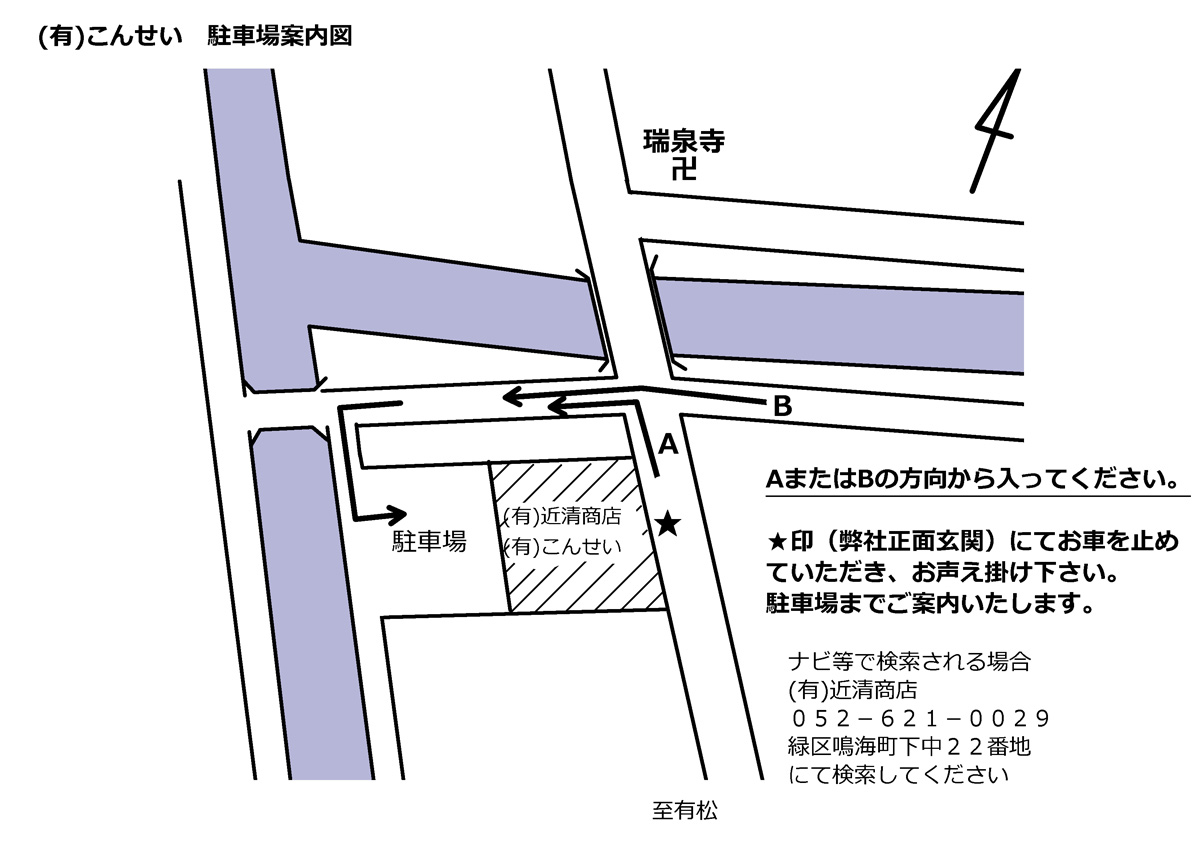 (有)こんせい　駐車場案内図
瑞泉寺
卍
B
A
AまたはBの方向から入ってください。
(有)近清商店
(有)こんせい
駐車場
★
★印（弊社正面玄関）にてお車を止め
ていただき、お声え掛け下さい。
駐車場までご案内いたします。
ナビ等で検索される場合
(有)近清商店
０５２－６２１－００２９
緑区鳴海町下中２２番地
にて検索してください
至有松